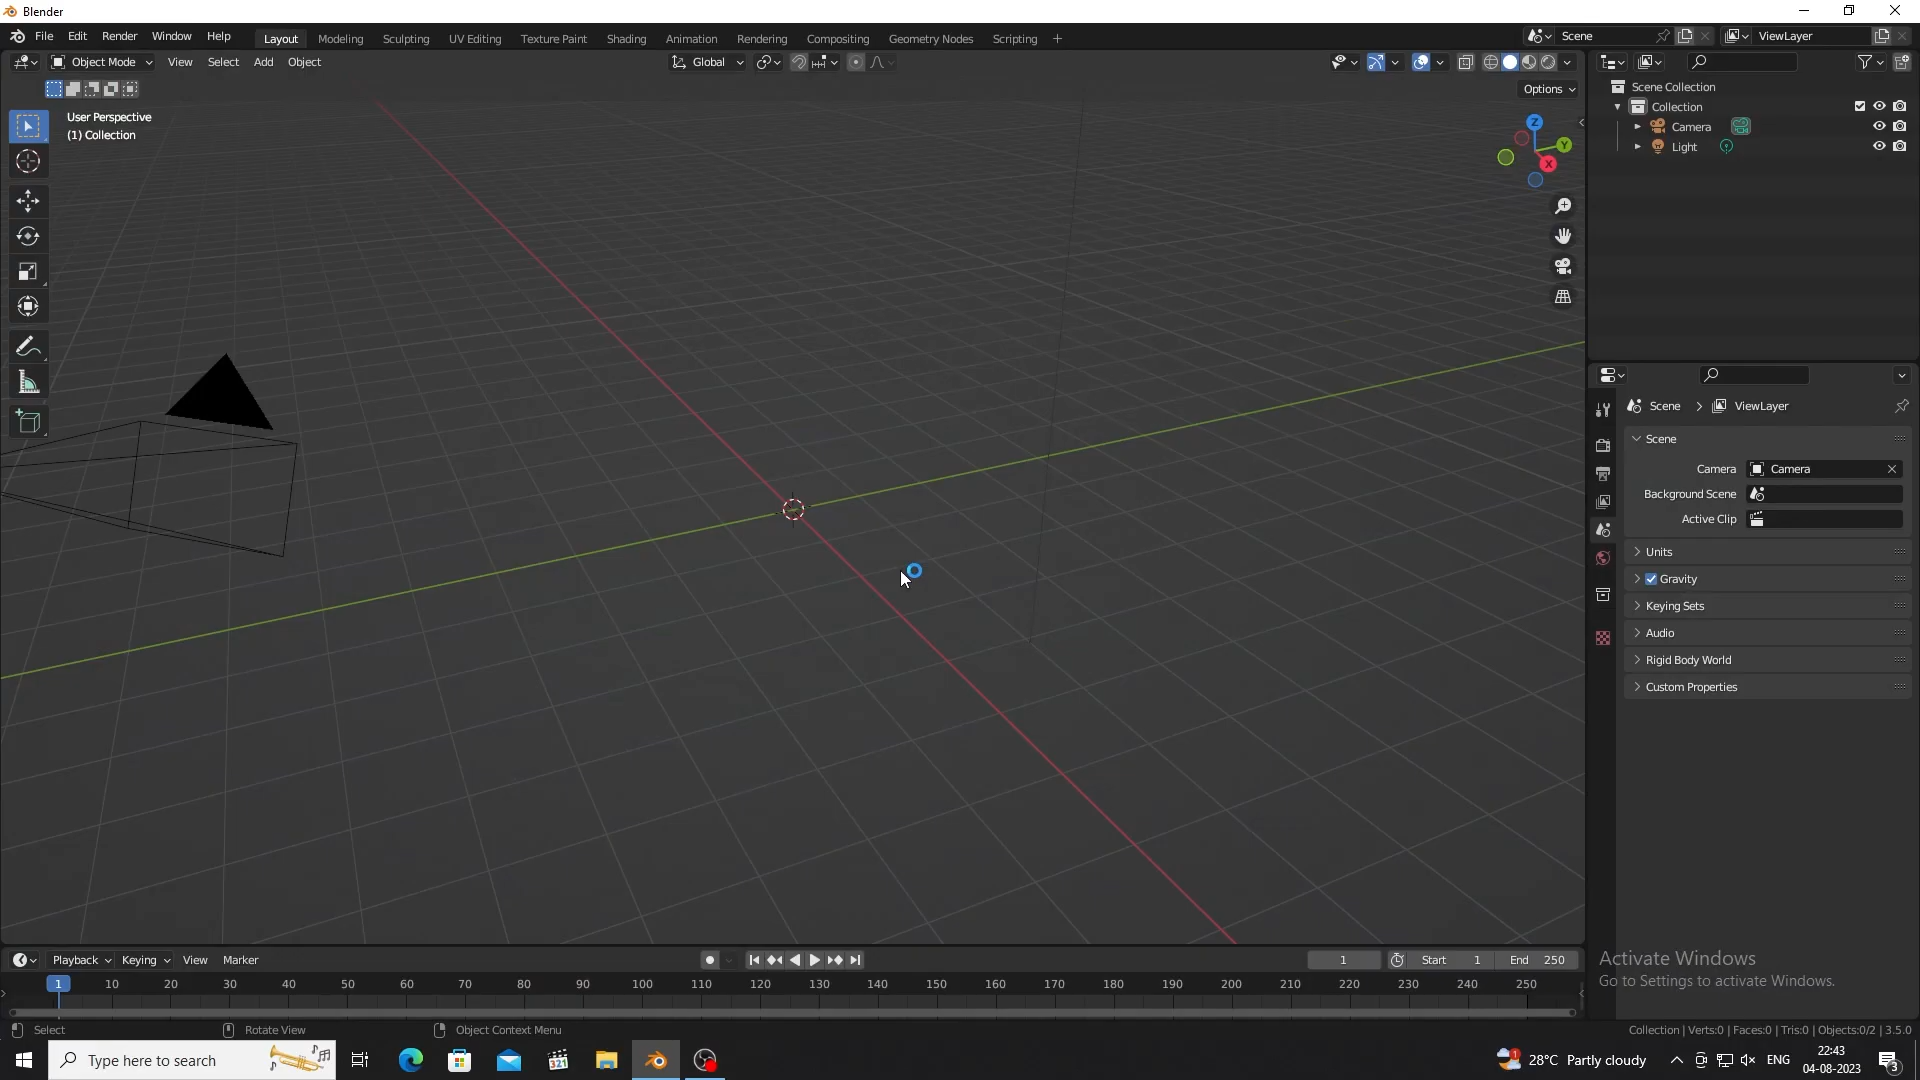 Blender
File Edit Render Window Help
Layout Modeling Sculpting UV Editing Texture Paint Shading Animation Rendering Compositing Geometry Nodes Scripting +
Scene
ViewLayer
Object Mode View Select Add Object
Global
Options
User Perspective
(1) Collection
Z
Y
X
Scene Collection
Collection
Camera
Light
Scene > ViewLayer
Scene
Camera Camera
Background Scene
Active Clip
Units
Gravity
Keying Sets
Audio
Rigid Body World
Custom Properties
Playback Keying View Marker
1
Start 1 End 250
1 10 20 30 40 50 60 70 80 90 100 110 120 130 140 150 160 170 180 190 200 210 220 230 240 250
Activate Windows
Go to Settings to activate Windows.
Select Rotate View Object Context Menu
Collection | Verts:0 | Faces:0 | Tris:0 | Objects:0/2 | 3.5.0
Type here to search
321
1
28°C Partly cloudy
ENG
22:43
04-08-2023
3